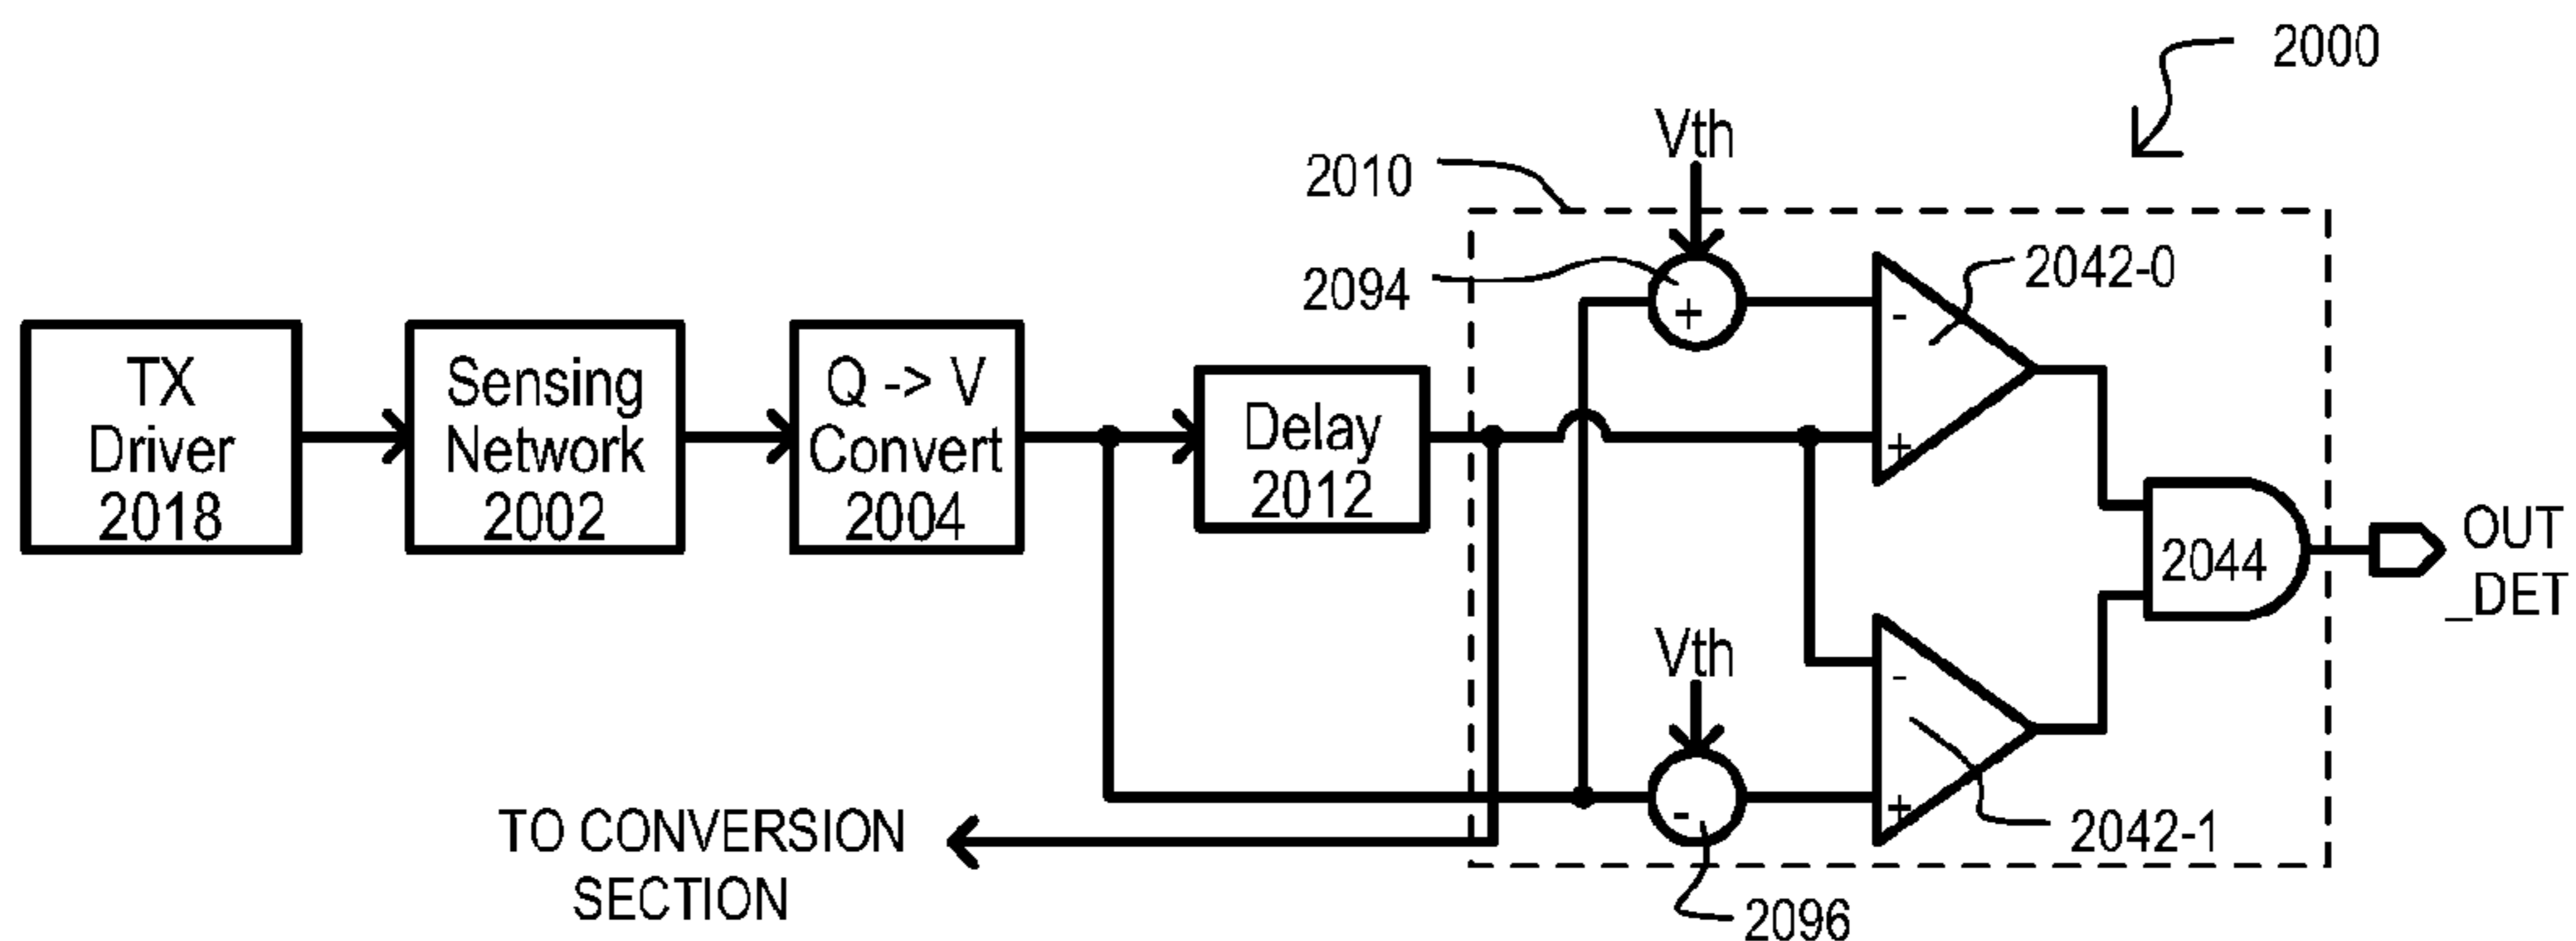 2000
Vth
2010
2094
+
-
2042-0
TX
Driver
2018
Sensing
Network
2002
Q -> V
Convert
2004
Delay
2012
+
2044
OUT
_DET
Vth
-
-
+
2042-1
2096
TO CONVERSION
SECTION